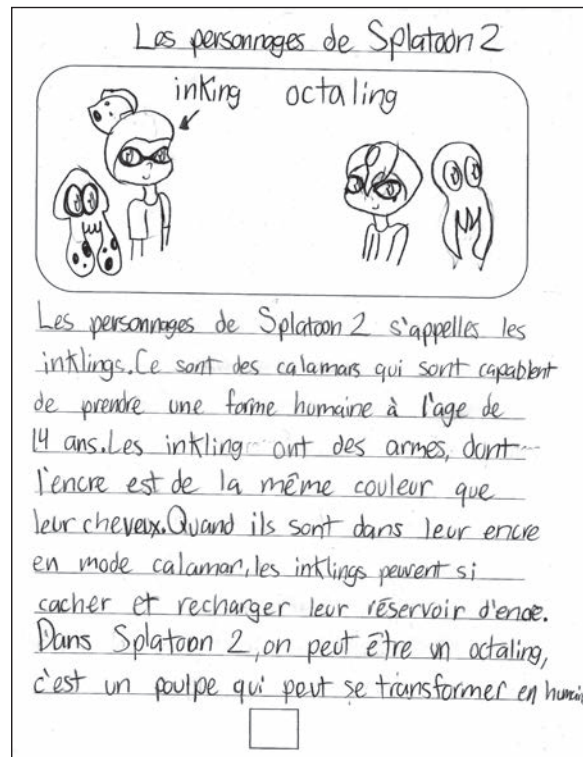 Les personnages de Splatoon 2
inking octaling
Les personnages de Splatoon 2 s'appelles les
inklings. Ce sont des calamars qui sont capablent
de prendre une forme humaine à l'age de
14 ans. Les inkling ont des armes, dont
l'encre est de la même couleur que
leur cheveux. Quand ils sont dans leur encre
en mode calamar, les inklings peuvent si
cacher et recharger leur réservoir d'encre.
Dans Splatoon 2, on peut être un octaling,
c'est un poulpe qui peut se transformer en